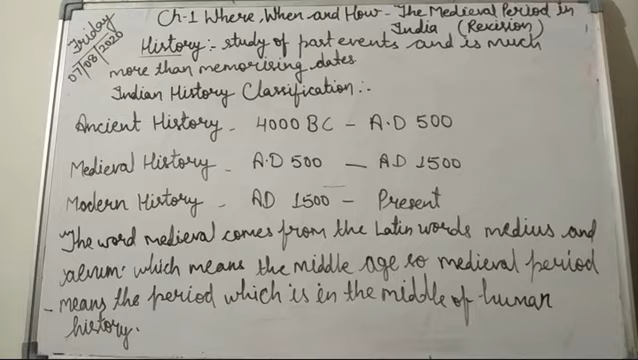 Friday
07/08/2020
Ch-1 Where, When and How - The Medieval Period in
India (Revision)
History:- study of past events and is much
more than memorising dates
Indian History Classification:-
Ancient History - 4000 BC - A.D 500
Medieval History - A.D 500 - AD 1500
Modern History - AD 1500 - Present
"The word medieval comes from the Latin words medius and
which means the middle age so medieval period
- means the period which is in the middle of human
history.